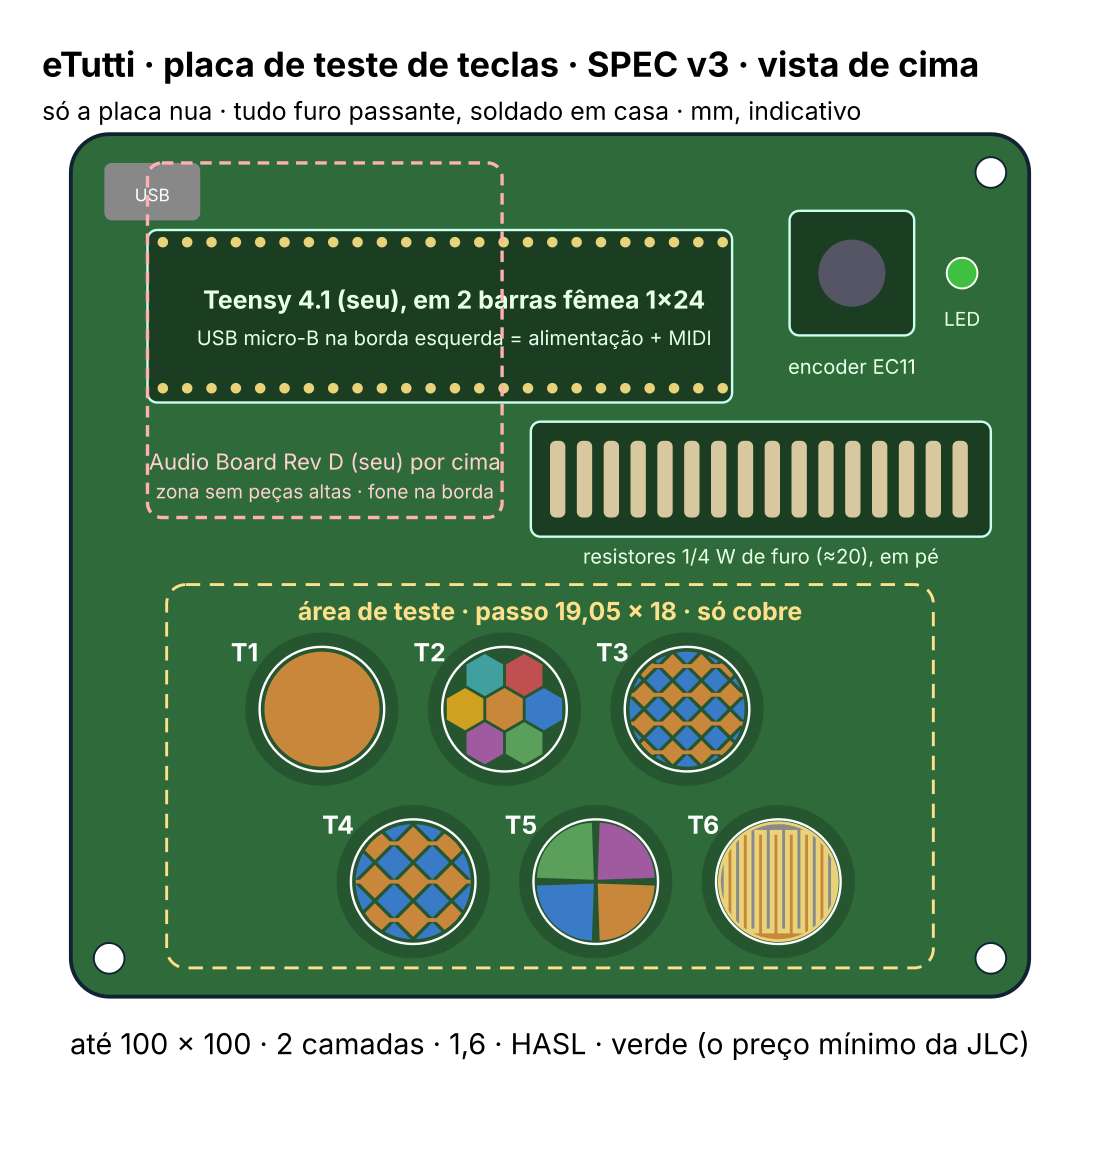 eTutti · placa de teste de teclas · SPEC v3 · vista de cima
só a placa nua · tudo furo passante, soldado em casa · mm, indicativo
USB
Teensy 4.1 (seu), em 2 barras fêmea 1×24
USB micro-B na borda esquerda = alimentação + MIDI
LED
encoder EC11
Audio Board Rev D (seu) por cima
zona sem peças altas · fone na borda
resistores 1/4 W de furo (≈20), em pé
área de teste · passo 19,05 × 18 · só cobre
T1
T2
T3
T4
T5
T6
até 100 × 100 · 2 camadas · 1,6 · HASL · verde (o preço mínimo da JLC)